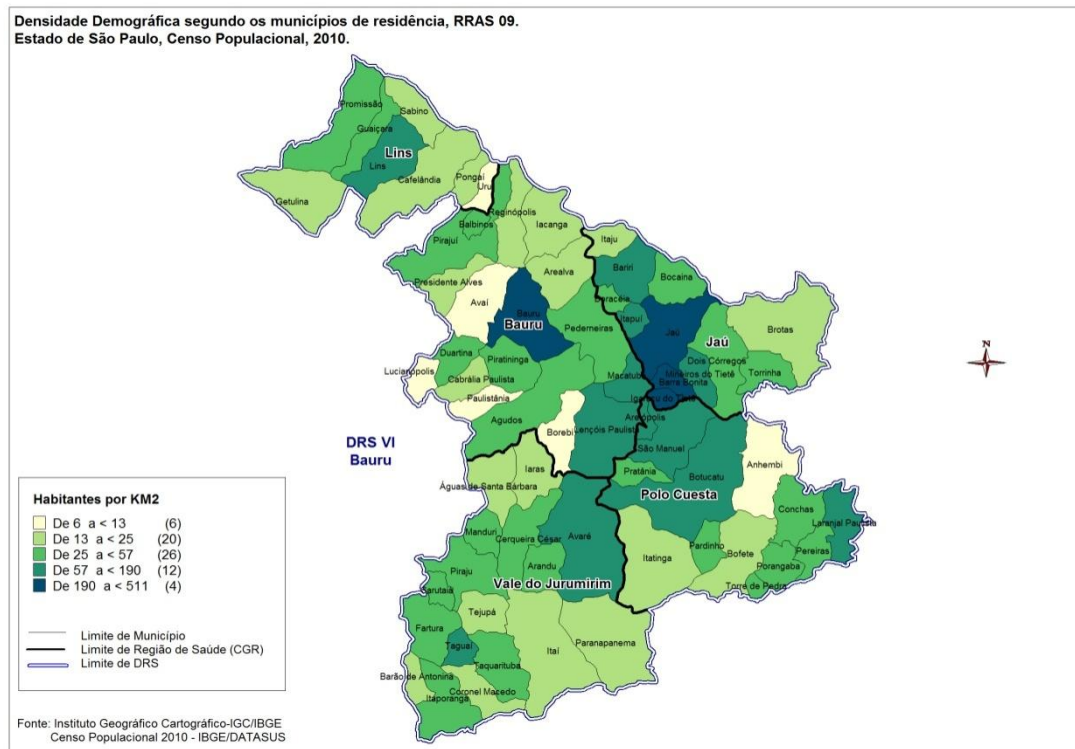 Densidade Demográfica segundo os municípios de residência, RRAS 09.
Estado de São Paulo, Censo Populacional, 2010.
Promissão
Sabino
Guaiçara
Lins
Lins
Cafelândia
Pongaí
Uru
Getulina
Reginópolis
Balbinos
Iacanga
Pirajuí
Itaju
Presidente Alves
Arealva
Bariri
Bocaina
Avaí
Boracéia
Bauru
Bauru
Itapuí
Jaú
Jaú
Brotas
Pederneiras
Duartina
Piratininga
Dois Córregos
Lucianópolis
Cabrália Paulista
Macatuba
Mineiros do Tietê
Torrinha
Barra Bonita
Paulistânia
Igaraçu do Tietê
Agudos
Borebi
Lençóis Paulista
Areiópolis
São Manuel
Anhembi
DRS VI
Bauru
Iaras
Águas de Santa Bárbara
Pratânia
Botucatu
Polo Cuesta
Conchas
Laranjal Paulista
Manduri
Cerqueira César
Avaré
Pardinho
Pereiras
Itatinga
Bofete
Porangaba
Piraju
Arandu
Vale do Jurumirim
Torre de Pedra
Sarutaiá
Tejupá
Fartura
Taguaí
Itaí
Paranapanema
Taquarituba
Barão de Antonina
Coronel Macedo
Itaporanga
N
Habitantes por KM2
De 6 a < 13 (6)
De 13 a < 25 (20)
De 25 a < 57 (26)
De 57 a < 190 (12)
De 190 a < 511 (4)
Limite de Município
Limite de Região de Saúde (CGR)
Limite de DRS
Fonte: Instituto Geográfico Cartográfico-IGC/IBGE
Censo Populacional 2010 - IBGE/DATASUS